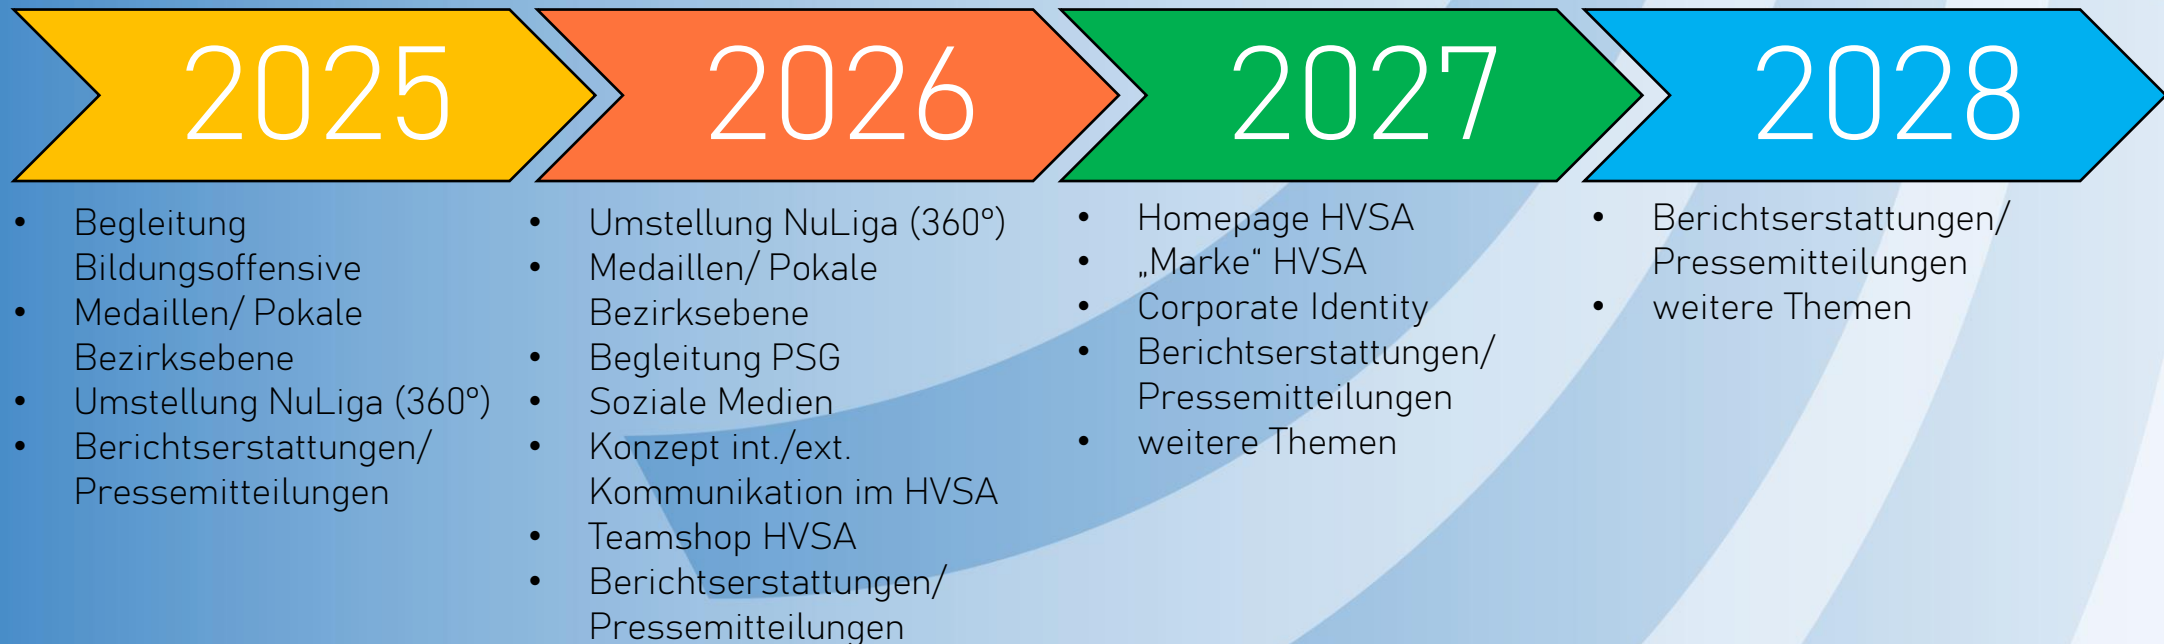 2025
• Begleitung
Bildungsoffensive
• Medaillen/ Pokale
Bezirksebene
• Umstellung NuLiga (360°)
• Berichtserstattungen/
Pressemitteilungen
2026
• Umstellung NuLiga (360°)
• Medaillen/ Pokale
Bezirksebene
• Begleitung PSG
• Soziale Medien
• Konzept int./ext.
Kommunikation im HVSA
• Teamshop HVSA
• Berichtserstattungen/
Pressemitteilungen
2027
• Homepage HVSA
• „Marke“ HVSA
• Corporate Identity
• Berichtserstattungen/
Pressemitteilungen
• weitere Themen
2028
• Berichtserstattungen/
Pressemitteilungen
• weitere Themen